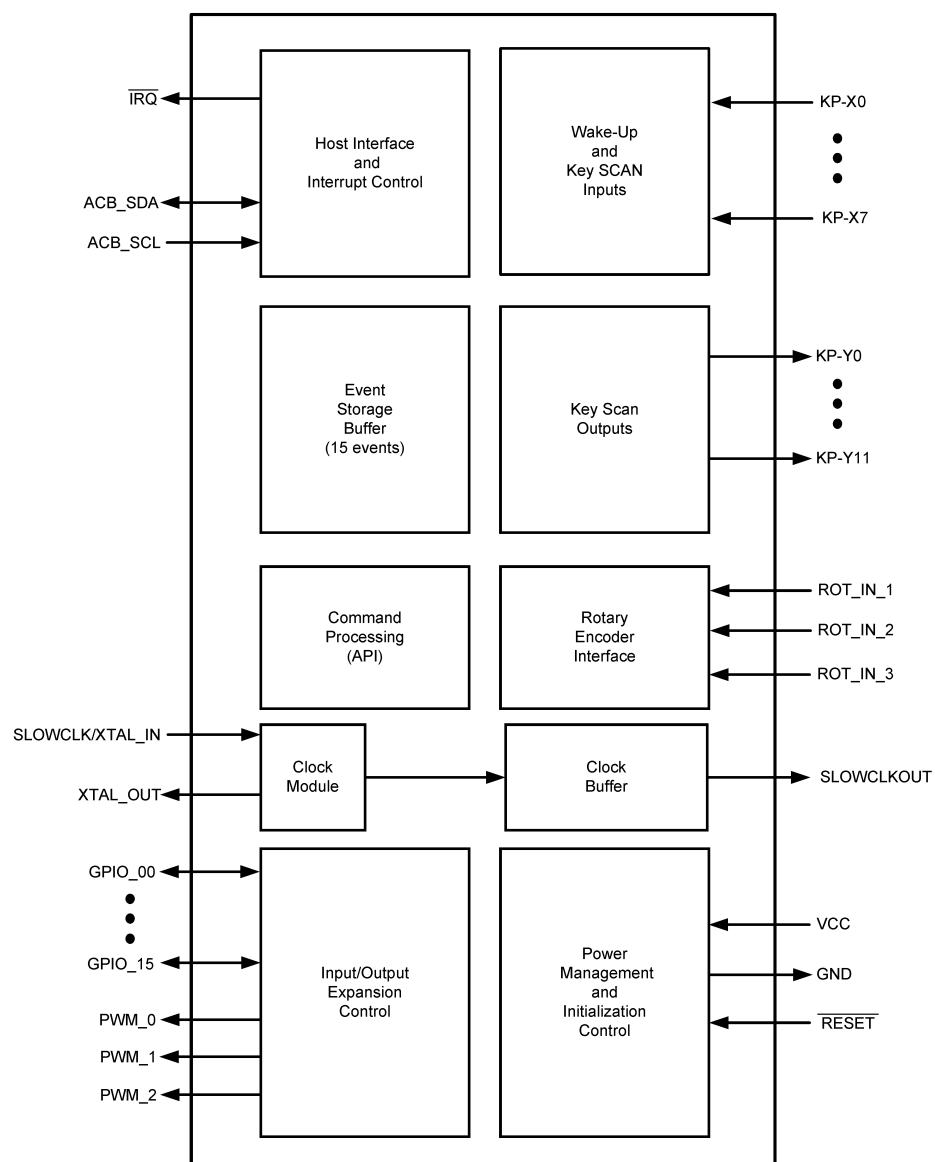 IRQ
ACB_SDA
ACB_SCL
Host Interface
and
Interrupt Control
Wake-Up
and
Key SCAN
Inputs
KP-X0
KP-X7
Event
Storage
Buffer
(15 events)
Key Scan
Outputs
KP-Y0
KP-Y11
Command
Processing
(API)
Rotary
Encoder
Interface
ROT_IN_1
ROT_IN_2
ROT_IN_3
SLOWCLK/XTAL_IN
XTAL_OUT
Clock
Module
Clock
Buffer
SLOWCLKOUT
GPIO_00
GPIO_15
PWM_0
PWM_1
PWM_2
Input/Output
Expansion
Control
Power
Management
and
Initialization
Control
VCC
GND
RESET